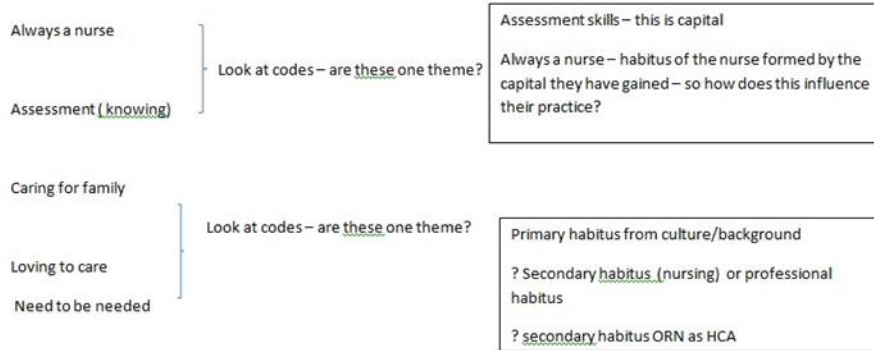 Always a nurse
Assessment ( knowing)
Look at codes – are these one theme?
Assessment skills – this is capital
Always a nurse – habitus of the nurse formed by the
capital they have gained – so how does this influence
their practice?
Caring for family
Loving to care
Need to be needed
Look at codes – are these one theme?
Primary habitus from culture/background
? Secondary habitus (nursing) or professional
habitus
? secondary habitus ORN as HCA